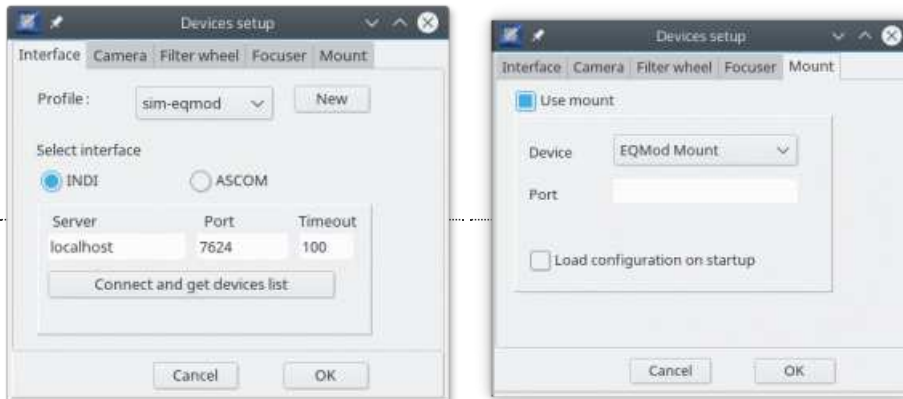 Devices setup
Interface Camera Filter wheel Focuser Mount
Profile : sim-eqmod New
Select interface
INDI ASCOM
Server Port Timeout
localhost 7624 100
Connect and get devices list
Cancel OK
Devices setup
Interface Camera Filter wheel Focuser Mount
Use mount
Device EQMod Mount
Port
Load configuration on startup
Cancel OK